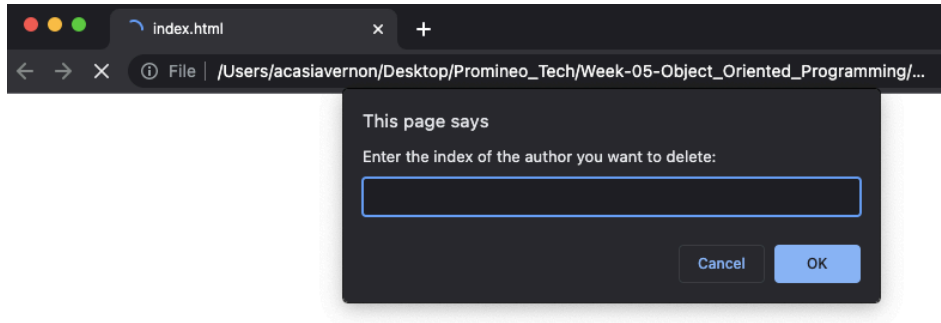 index.html
File /Users/acasiavernon/Desktop/Promineo_Tech/Week-05-Object_Oriented_Programming/...
This page says
Enter the index of the author you want to delete:
Cancel OK